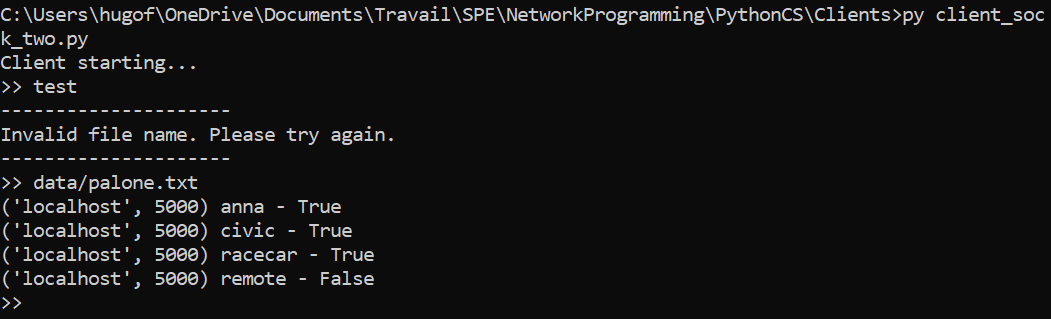 C:\Users\hugof\OneDrive\Documents\Travail\SPE\NetworkProgramming\PythonCS\Clients>py client_soc
k_two.py
Client starting...
>> test
---------------------
Invalid file name. Please try again.
---------------------
>> data/palone.txt
('localhost', 5000) anna - True
('localhost', 5000) civic - True
('localhost', 5000) racecar - True
('localhost', 5000) remote - False
>>